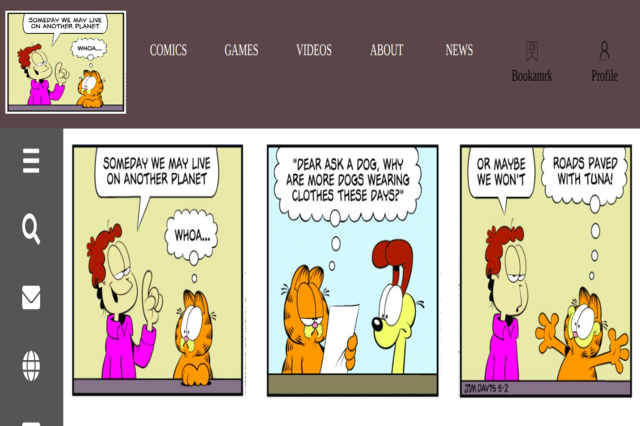 SOMEDAY WE MAY LIVE
ON ANOTHER PLANET
WHOA...
COMICS
GAMES
VIDEOS
ABOUT
NEWS
Bookamrk
Profile
SOMEDAY WE MAY LIVE
ON ANOTHER PLANET
WHOA...
"DEAR ASK A DOG, WHY
ARE MORE DOGS WEARING
CLOTHES THESE DAYS?"
OR MAYBE
WE WON'T
ROADS PAVED
WITH TUNA!
JIM DAVIS 5-2